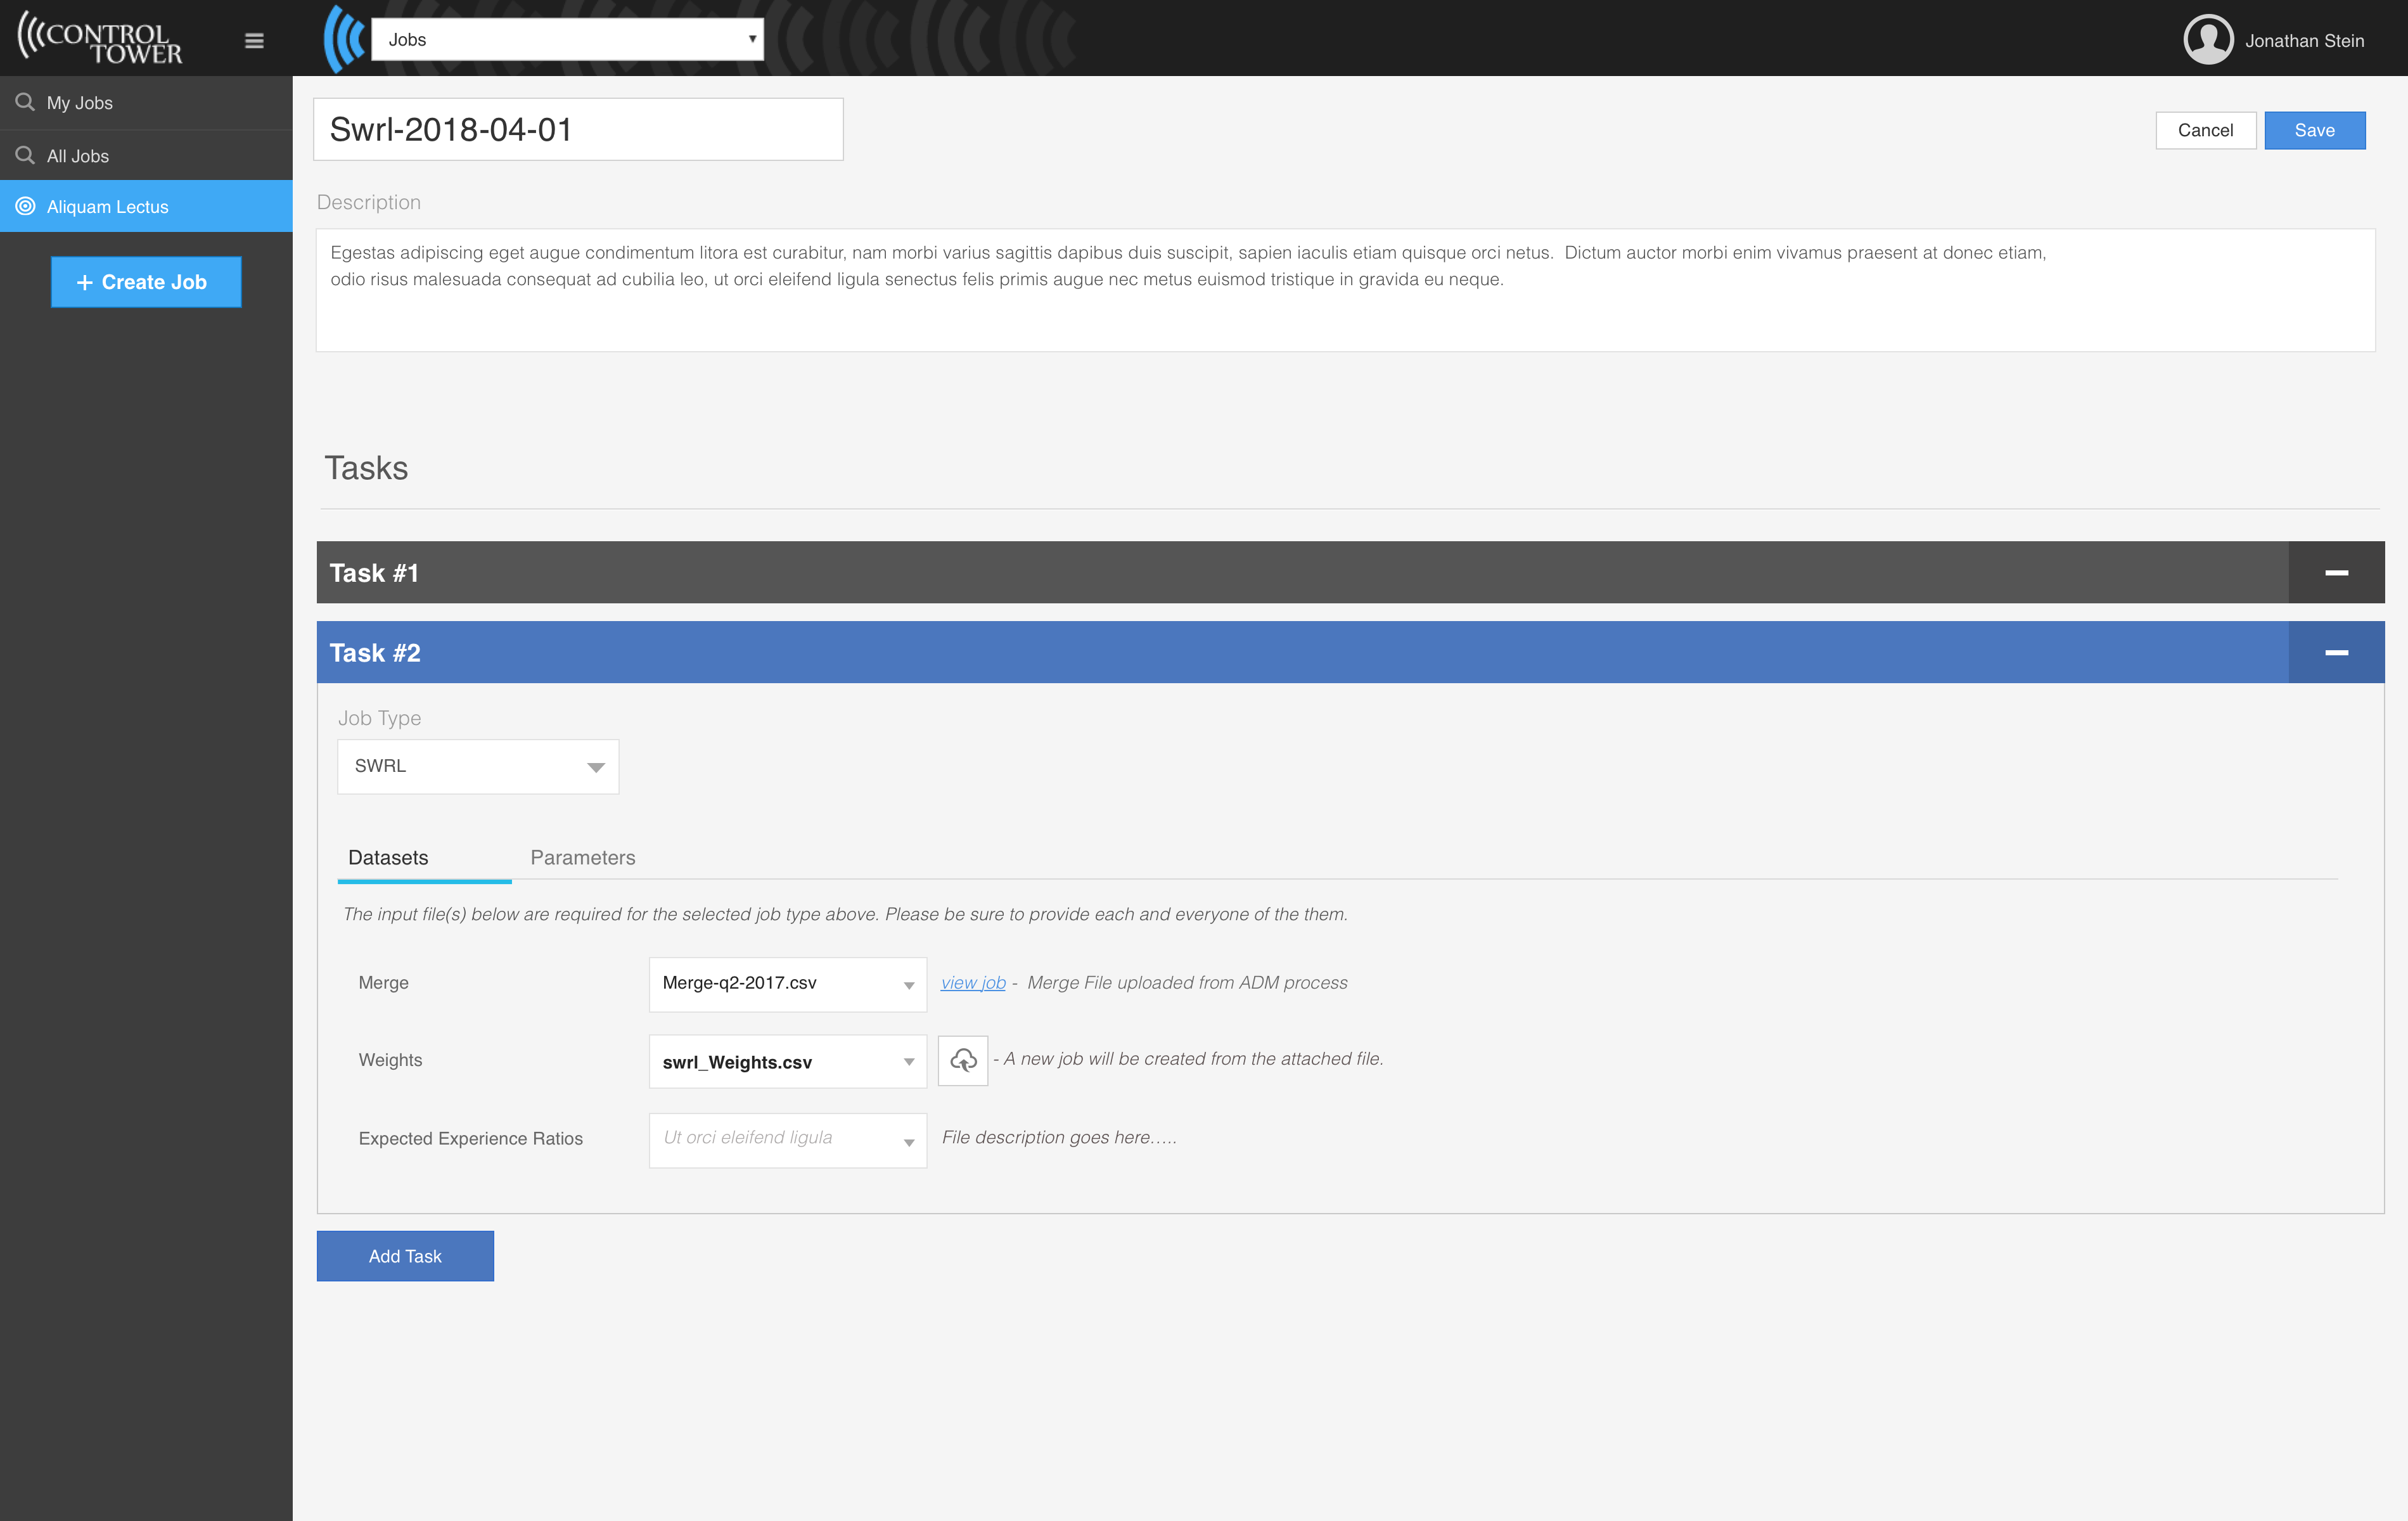 CONTROL
TOWER
Jobs
Jonathan Stein
My Jobs
All Jobs
Aliquam Lectus
+ Create Job
Swrl-2018-04-01
Cancel
Save
Description
Egestas adipiscing eget augue condimentum litora est curabitur, nam morbi varius sagittis dapibus duis suscipit, sapien iaculis etiam quisque orci netus.  Dictum auctor morbi enim vivamus praesent at donec etiam,
odio risus malesuada consequat ad cubilia leo, ut orci eleifend ligula senectus felis primis augue nec metus euismod tristique in gravida eu neque.
Tasks
Task #1
Task #2
Job Type
SWRL
Datasets
Parameters
The input file(s) below are required for the selected job type above. Please be sure to provide each and everyone of the them.
Merge
Merge-q2-2017.csv
view job - Merge File uploaded from ADM process
Weights
swrl_Weights.csv
- A new job will be created from the attached file.
Expected Experience Ratios
Ut orci eleifend ligula
File description goes here.....
Add Task